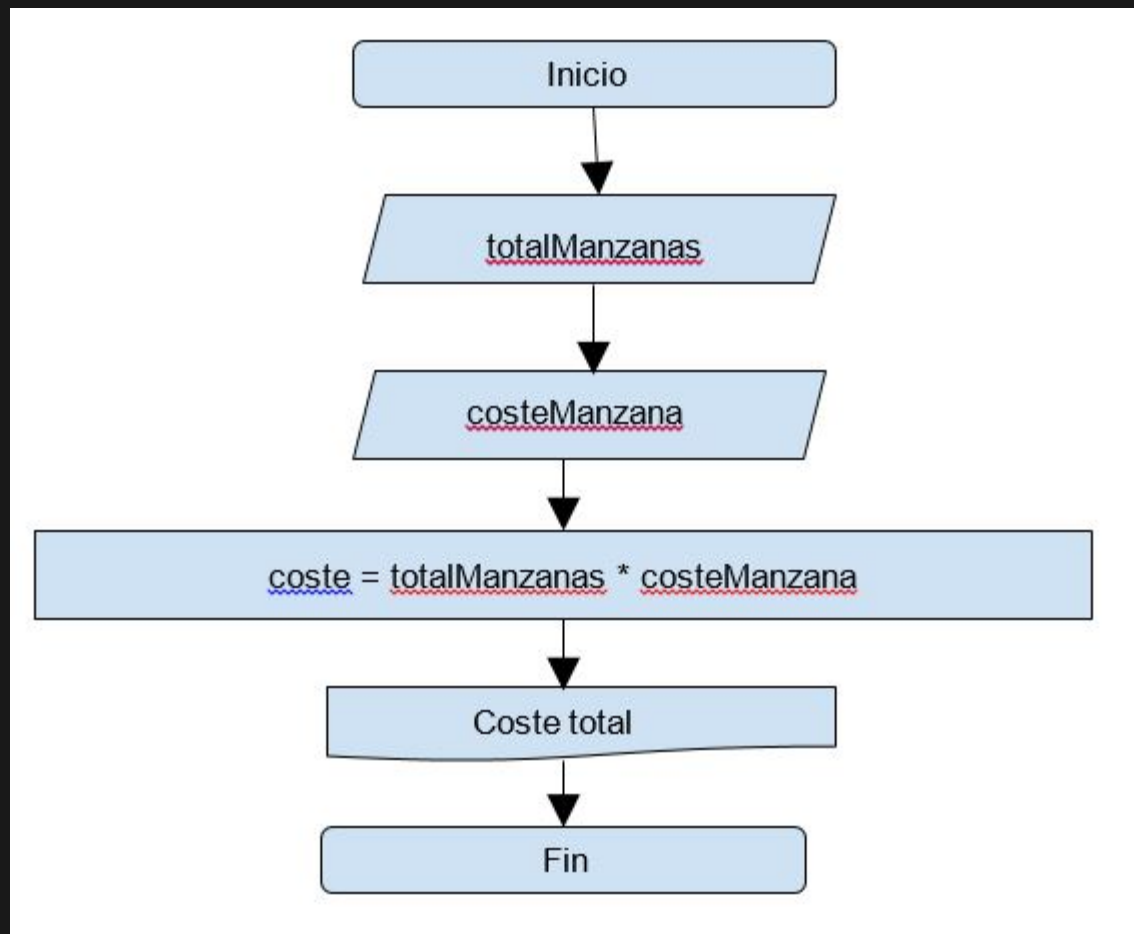 Inicio
totalManzanas
costeManzana
coste = totalManzanas * costeManzana
Coste total
Fin